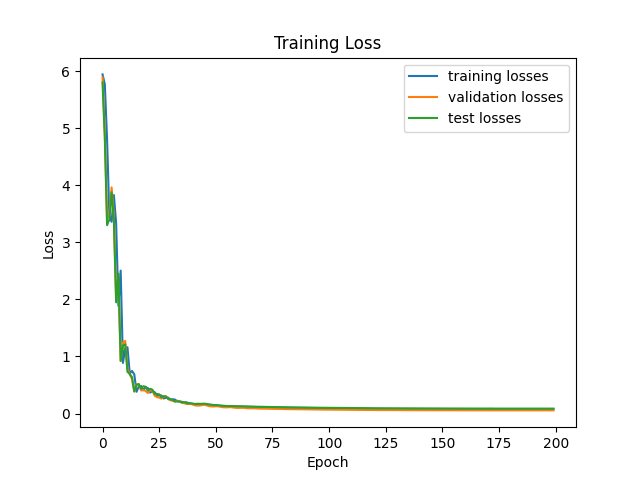 Training Loss
training losses
validation losses
test losses
6
5
4
3
2
1
0
Loss
0 25 50 75 100 125 150 175 200
Epoch